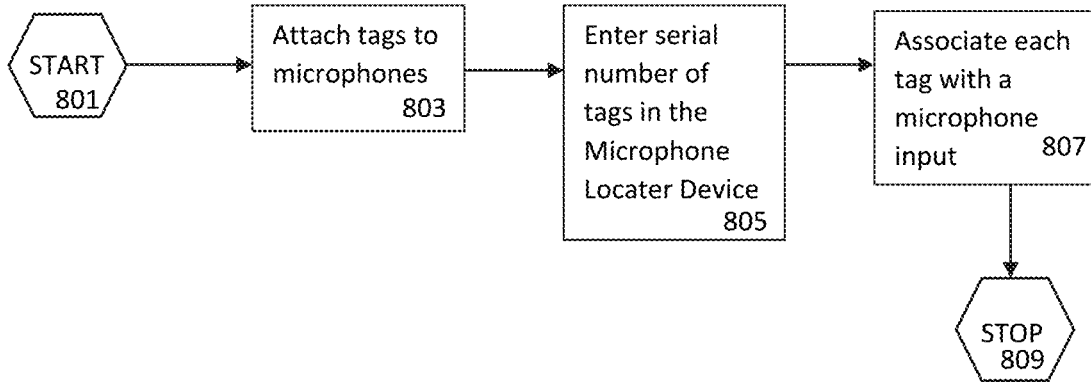 START
801
Attach tags to
microphones
803
Enter serial
number of
tags in the
Microphone
Locater Device
805
Associate each
tag with a
microphone
input
807
STOP
809